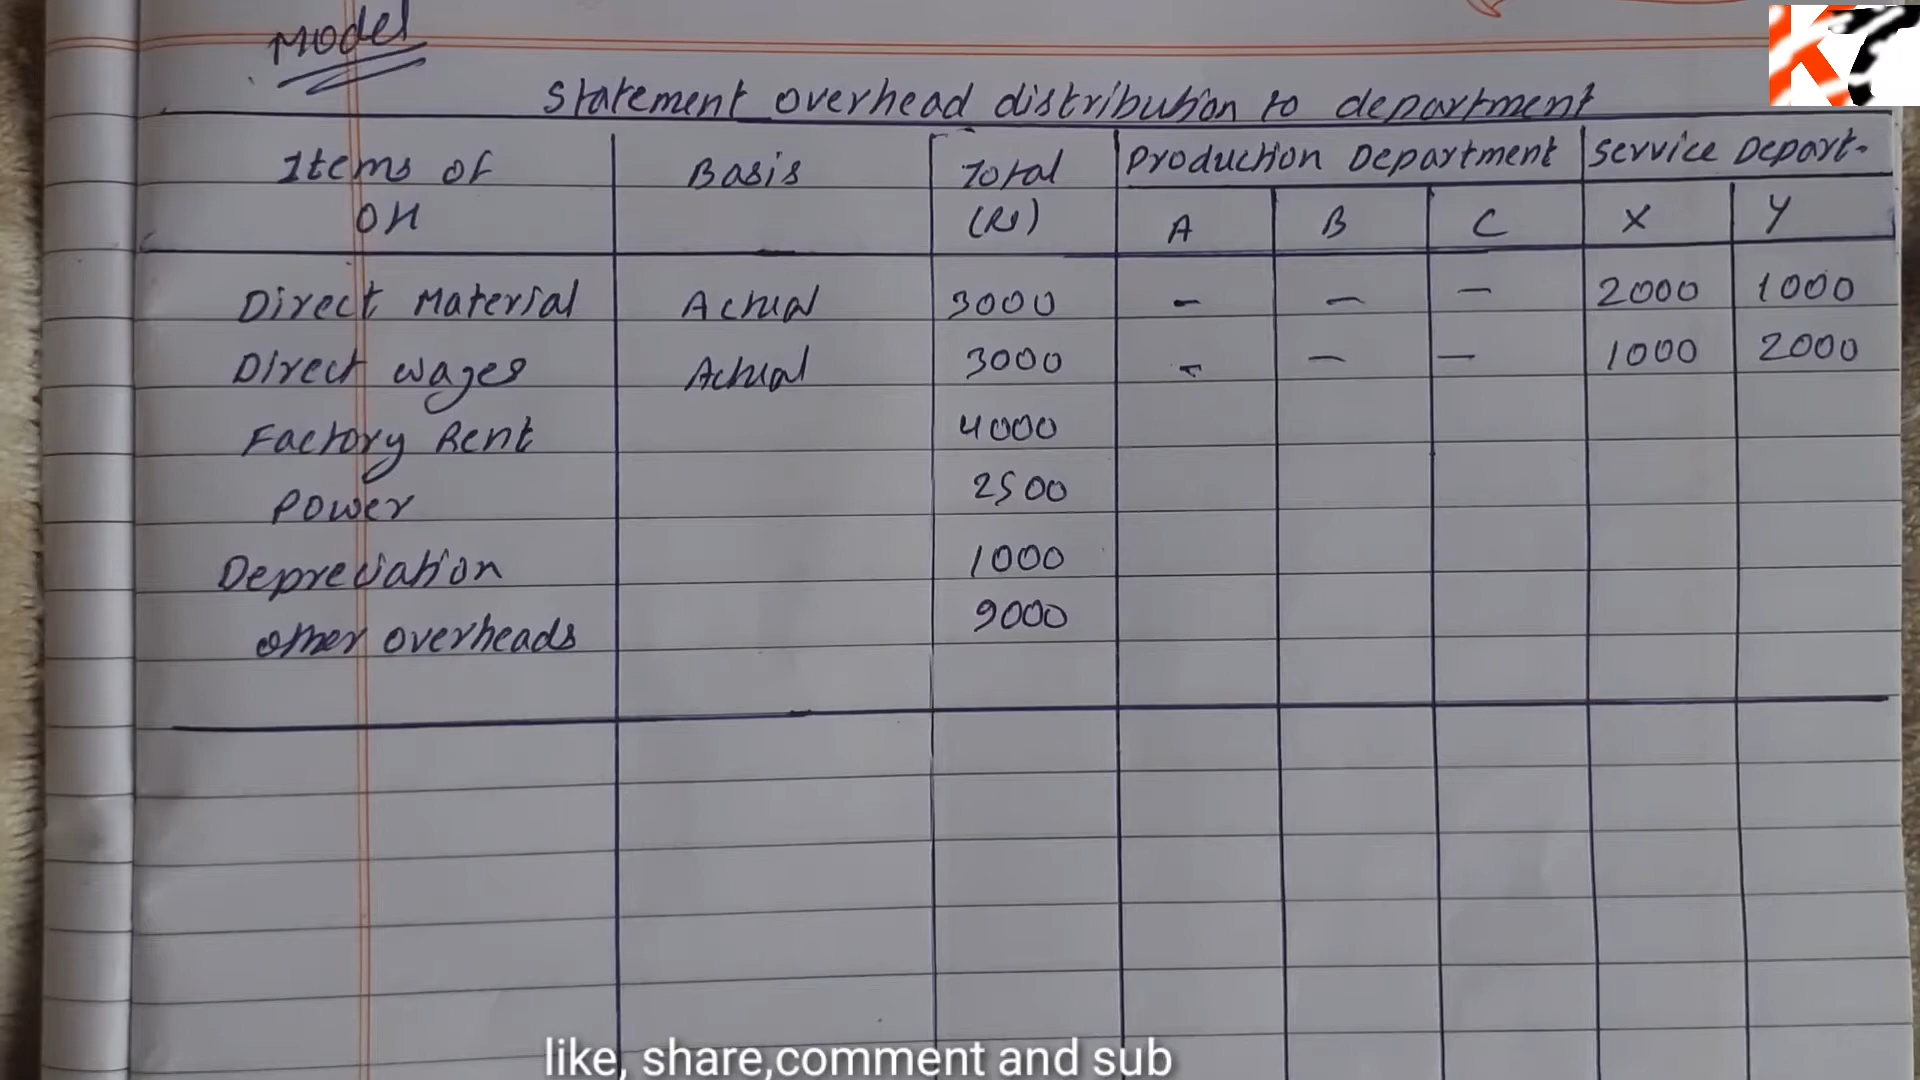 Model
Statement overhead distribution to department
Items of OH Basis Total (Rs) Production Department Service Depart-
A B C X Y
Direct Material Actual 3000 - - - 2000 1000
Direct wages Actual 3000 - - - 1000 2000
Factory Rent 4000
Power 2500
Depreciation 1000
other overheads 9000
like, share,comment and sub